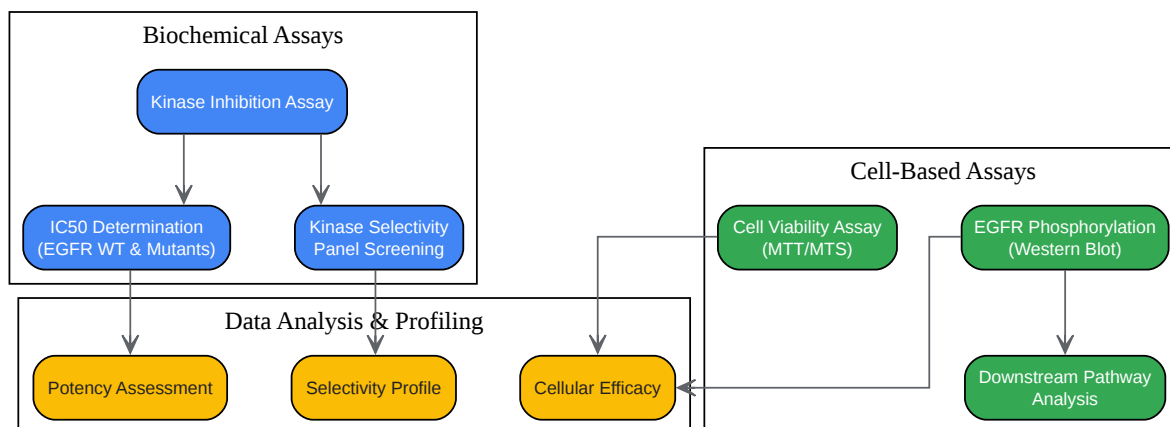 Biochemical Assays
Kinase Inhibition Assay
IC50 Determination
(EGFR WT & Mutants)
Kinase Selectivity
Panel Screening
Cell-Based Assays
Cell Viability Assay
(MTT/MTS)
EGFR Phosphorylation
(Western Blot)
Downstream Pathway
Analysis
Data Analysis & Profiling
Potency Assessment
Selectivity Profile
Cellular Efficacy